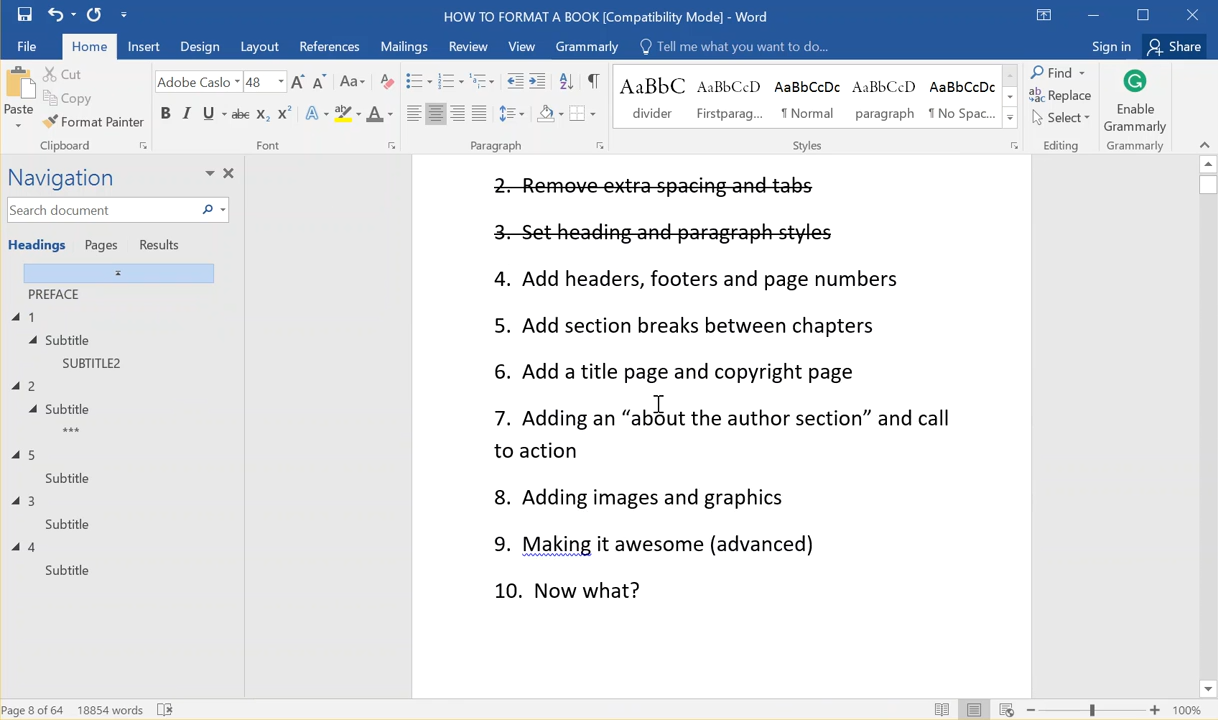 HOW TO FORMAT A BOOK [Compatibility Mode] - Word
File Home Insert Design Layout References Mailings Review View Grammarly Tell me what you want to do... Sign in Share
Paste
Cut
Copy
Format Painter
Clipboard
Adobe Caslo 48
Font
Paragraph
AaBbC AaBbCcD AaBbCcDc AaBbCcD AaBbCcDc
divider Firstparag... ¶ Normal paragraph ¶ No Spac...
Styles
Find
Replace
Select
Editing
Enable
Grammarly
Grammarly
Navigation
Search document
Headings Pages Results
PREFACE
1
Subtitle
SUBTITLE2
2
Subtitle
***
5
Subtitle
3
Subtitle
4
Subtitle
2. Remove extra spacing and tabs
3. Set heading and paragraph styles
4. Add headers, footers and page numbers
5. Add section breaks between chapters
6. Add a title page and copyright page
7. Adding an “about the author section” and call
to action
8. Adding images and graphics
9. Making it awesome (advanced)
10. Now what?
Page 8 of 64 18854 words 100%